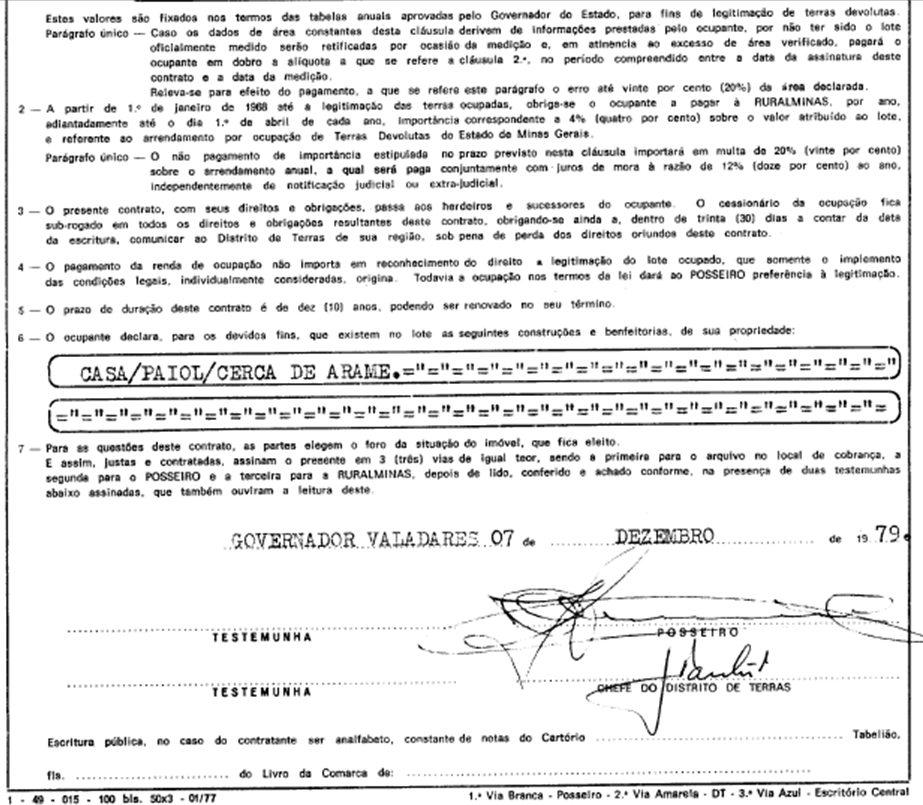 Estes valores são fixados nos termos das tabelas anuais aprovadas pelo Governador do Estado, para fins de legitimação de terras devolutas.
Parágrafo único — Caso os dados de área constantes desta cláusula derivem de informações prestadas pelo ocupante, por não ter sido o lote
oficialmente medido serão retificadas por ocasião da medição e, em atinência ao excesso de área verificado, pagará o
ocupante em dobro a alíquota a que se refere a cláusula 2.ª, no período compreendido entre a data da assinatura deste
contrato e a data da medição.
Releva-se para efeito do pagamento, a que se refere este parágrafo o erro até vinte por cento (20%) da área declarada.
2 — A partir de 1.º de janeiro de 1968 até a legitimação das terras ocupadas, obriga-se o ocupante a pagar à RURALMINAS, por ano,
adiantadamente até o dia 1.º de abril de cada ano, importância correspondente a 4% (quatro por cento) sobre o valor atribuído ao lote,
e referente ao arrendamento por ocupação de Terras Devolutas do Estado de Minas Gerais.
Parágrafo único — O não pagamento de importância estipulada no prazo previsto nesta cláusula importará em multa de 20% (vinte por cento)
sobre o arrendamento anual, a qual será paga conjuntamente com juros de mora à razão de 12% (doze por cento) ao ano,
independentemente de notificação judicial ou extra-judicial.
3 — O presente contrato, com seus direitos e obrigações, passa aos herdeiros e sucessores do ocupante. O cessionário da ocupação fica
sub-rogado em todos os direitos e obrigações resultantes deste contrato, obrigando-se ainda a, dentro de trinta (30) dias a contar da data
da escritura, comunicar ao Distrito de Terras de sua região, sob pena de perda dos direitos oriundos deste contrato.
4 — O pagamento da renda de ocupação não importa em reconhecimento do direito a legitimação do lote ocupado, que somente o implemento
das condições legais, individualmente consideradas, origina. Todavia a ocupação nos termos da lei dará ao POSSEIRO preferência à legitimação.
5 — O prazo de duração deste contrato é de dez (10) anos, podendo ser renovado no seu término.
6 — O ocupante declara, para os devidos fins, que existem no lote as seguintes construções e benfeitorias, de sua propriedade:
CASA/PAIOL/CERCA DE ARAME.="="="="="="="="="="="="="="="="="="="="="="="
="="="="="="="="="="="="="="="="="="="="="="="="="="="="="="="="="=
7 — Para as questões deste contrato, as partes elegem o foro da situação do imóvel, que fica eleito.
E assim, justas e contratadas, assinam o presente em 3 (três) vias de igual teor, sendo a primeira para o arquivo no local de cobrança, a
segunda para o POSSEIRO e a terceira para a RURALMINAS, depois de lido, conferido e achado conforme, na presença de duas testemunhas
abaixo assinadas, que também ouviram a leitura deste.
GOVERNADOR VALADARES 07 de DEZEMBRO de 1979.
TESTEMUNHA POSSEIRO
TESTEMUNHA CHEFE DO DISTRITO DE TERRAS
Escritura pública, no caso do contratante ser analfabeto, constante de notas do Cartório Tabelião,
fls. do Livro da Comarca de:
1 - 49 - 015 - 100 bls. 50x3 - 01/77 1.ª Via Branca - Posseiro - 2.ª Via Amarela - DT - 3.ª Via Azul - Escritório Central